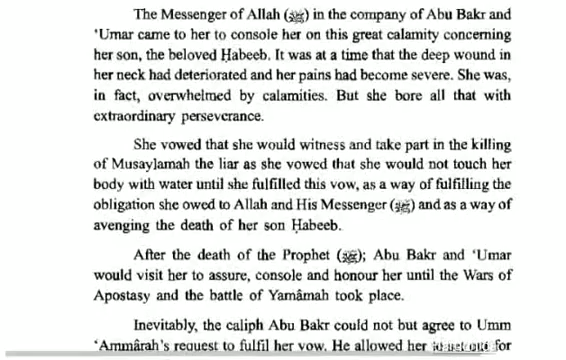 The Messenger of Allah (ﷺ) in the company of Abu Bakr and
‘Umar came to her to console her on this great calamity concerning
her son, the beloved Ḥabeeb. It was at a time that the deep wound in
her neck had deteriorated and her pains had become severe. She was,
in fact, overwhelmed by calamities. But she bore all that with
extraordinary perseverance.
She vowed that she would witness and take part in the killing
of Musaylamah the liar as she vowed that she would not touch her
body with water until she fulfilled this vow, as a way of fulfilling the
obligation she owed to Allah and His Messenger (ﷺ) and as a way of
avenging the death of her son Ḥabeeb.
After the death of the Prophet (ﷺ); Abu Bakr and ‘Umar
would visit her to assure, console and honour her until the Wars of
Apostasy and the battle of Yamâmah took place.
Inevitably, the caliph Abu Bakr could not but agree to Umm
‘Ammârah's request to fulfil her vow. He allowed her to set out for